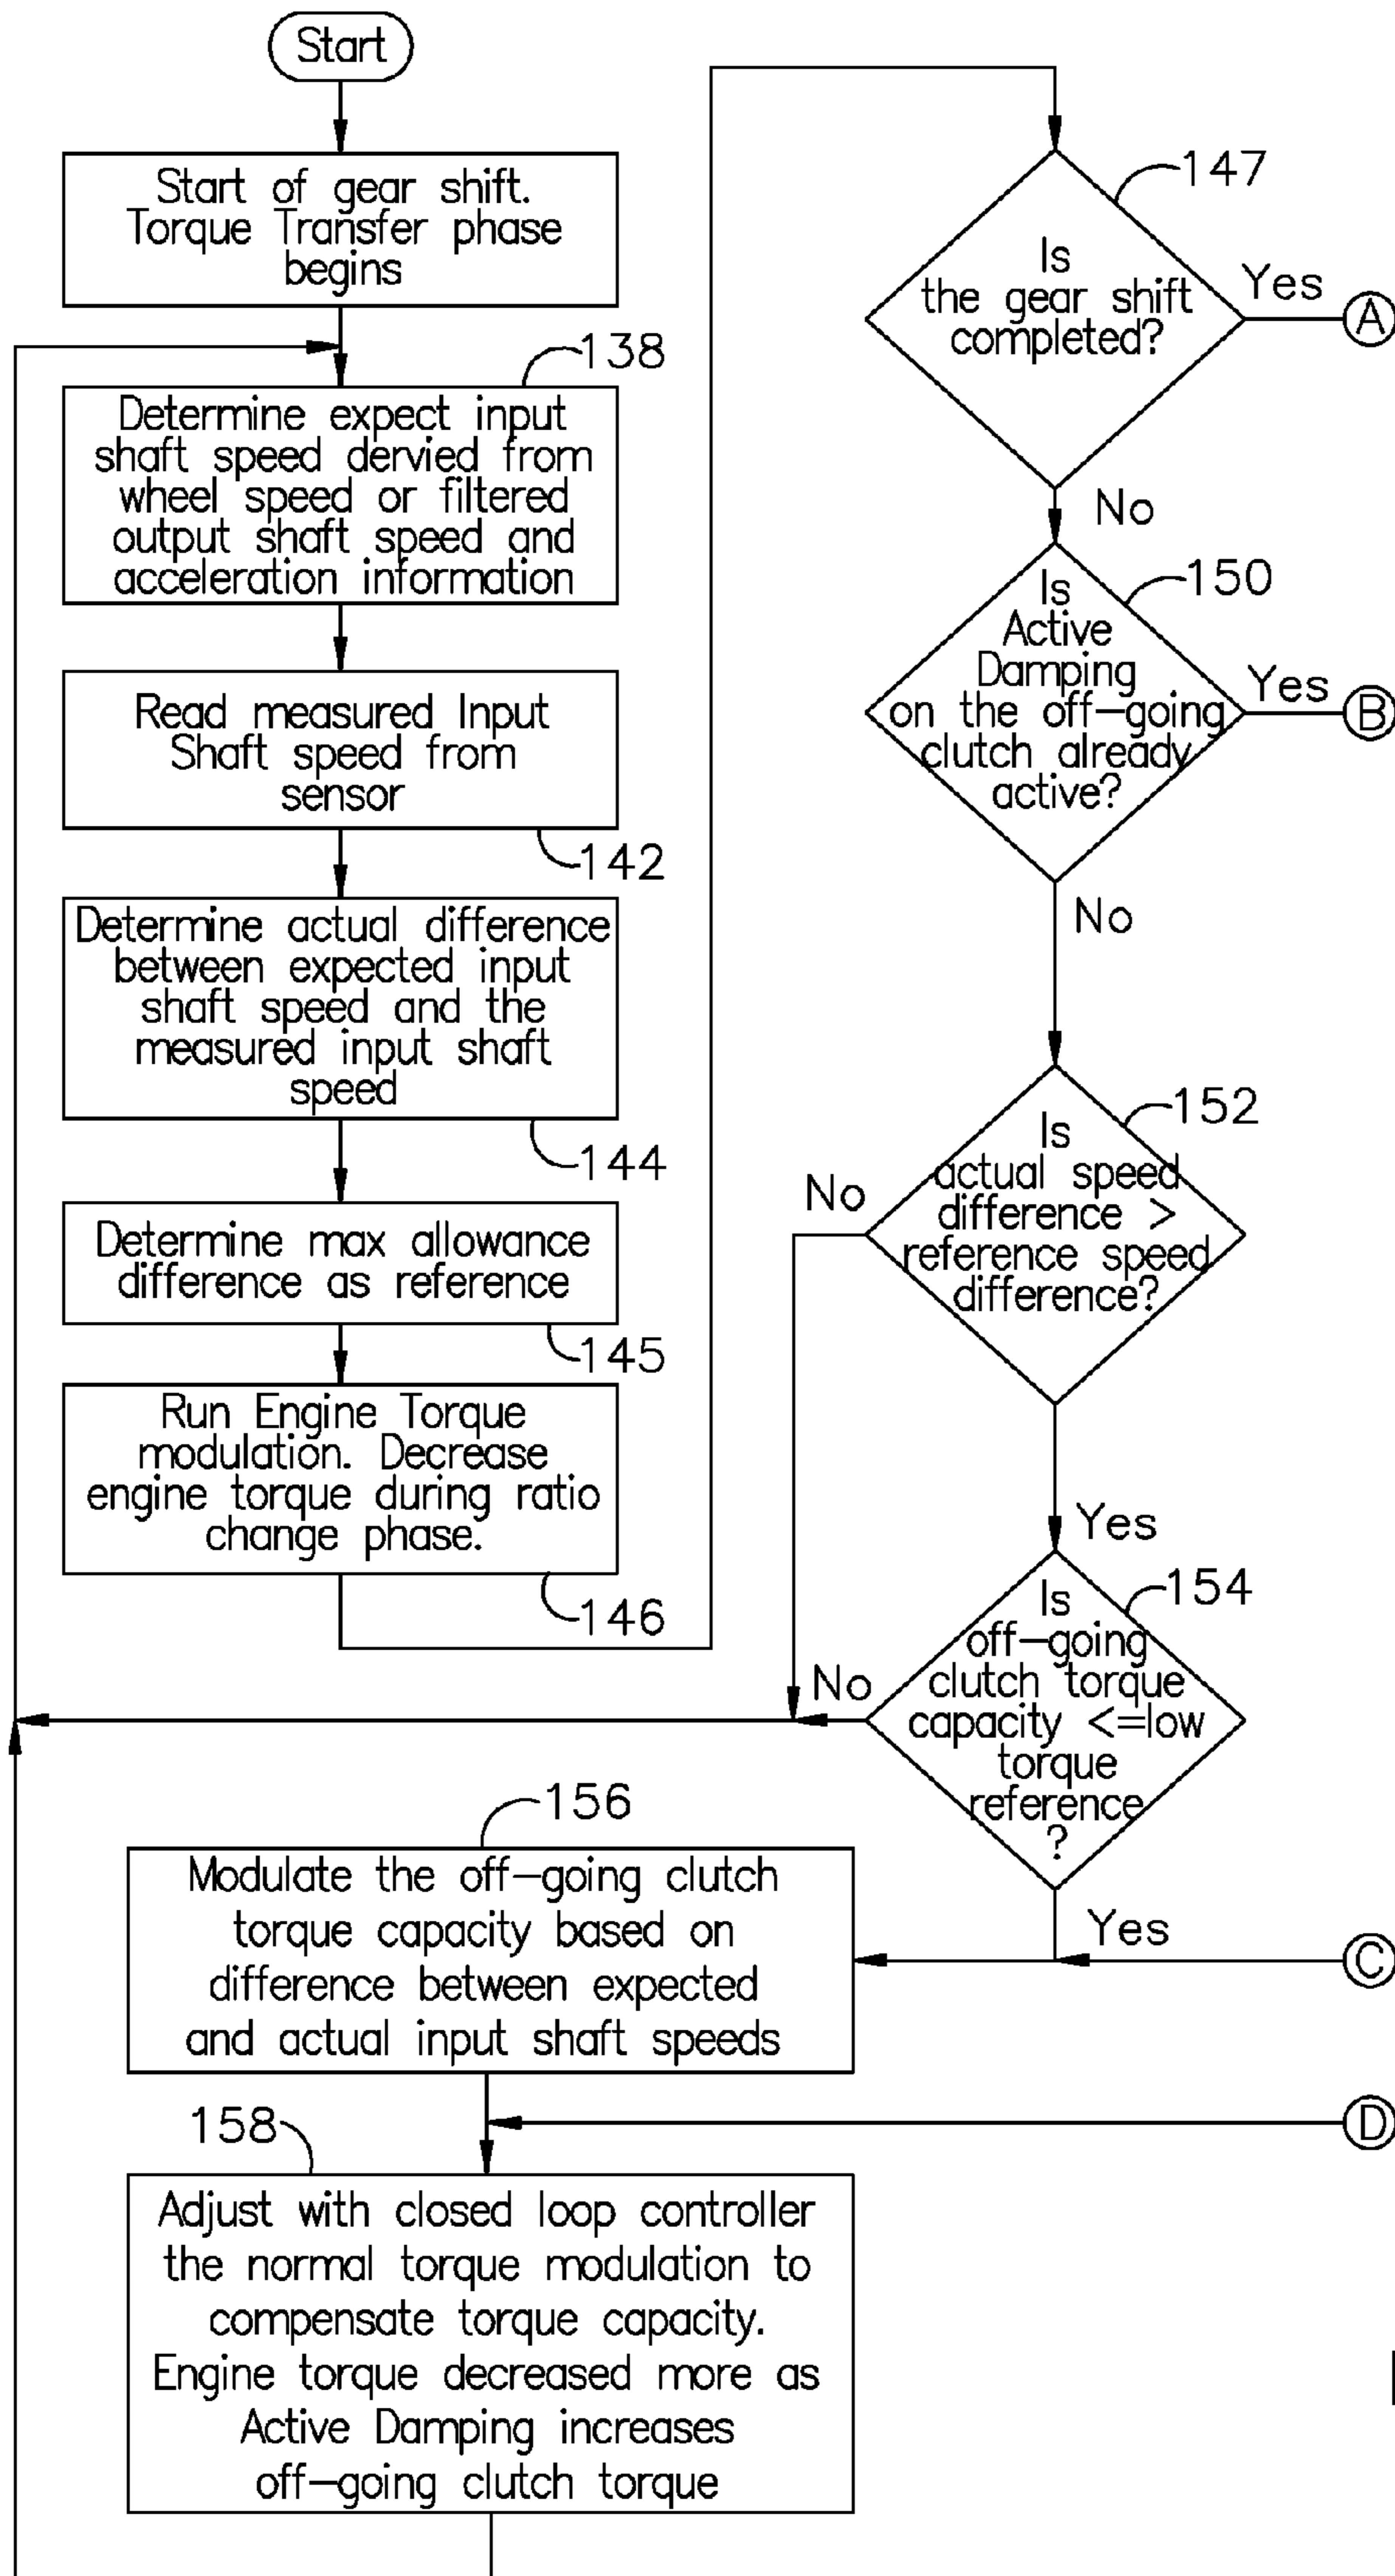 Start
Start of gear shift.
Torque Transfer phase
begins
138
Determine expect input
shaft speed dervied from
wheel speed or filtered
output shaft speed and
acceleration information
Read measured Input
Shaft speed from
sensor
142
Determine actual difference
between expected input
shaft speed and the
measured input shaft
speed
144
Determine max allowance
difference as reference
145
Run Engine Torque
modulation. Decrease
engine torque during ratio
change phase.
146
147
Is
the gear shift
completed?
Yes
A
No
150
Is
Active
Damping
on the off-going
clutch already
active?
Yes
B
No
152
Is
actual speed
difference >
reference speed
difference?
No
Yes
154
Is
off-going
clutch torque
capacity <=low
torque
reference
?
No
Yes
C
156
Modulate the off-going clutch
torque capacity based on
difference between expected
and actual input shaft speeds
D
158
Adjust with closed loop controller
the normal torque modulation to
compensate torque capacity.
Engine torque decreased more as
Active Damping increases
off-going clutch torque